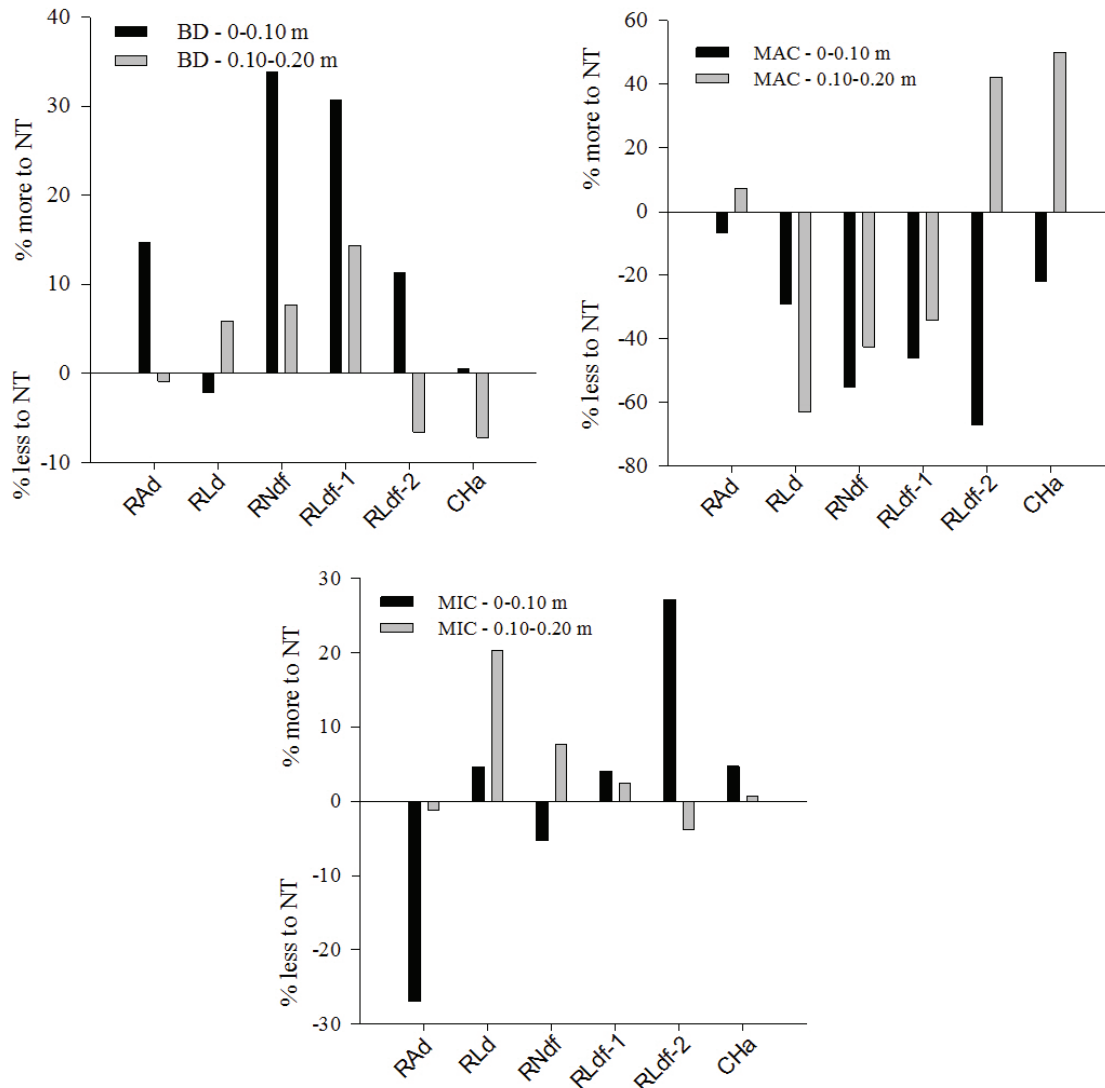 40
30
20
10
0
-10
% more to NT
% less to NT
BD - 0-0.10 m
BD - 0.10-0.20 m
RAd
RLd
RNdf
RLdf-1
RLdf-2
CHa
60
40
20
0
-20
-40
-60
-80
% more to NT
% less to NT
MAC - 0-0.10 m
MAC - 0.10-0.20 m
RAd
RLd
RNdf
RLdf-1
RLdf-2
CHa
30
20
10
0
-10
-20
-30
% more to NT
% less to NT
MIC - 0-0.10 m
MIC - 0.10-0.20 m
RAd
RLd
RNdf
RLdf-1
RLdf-2
CHa